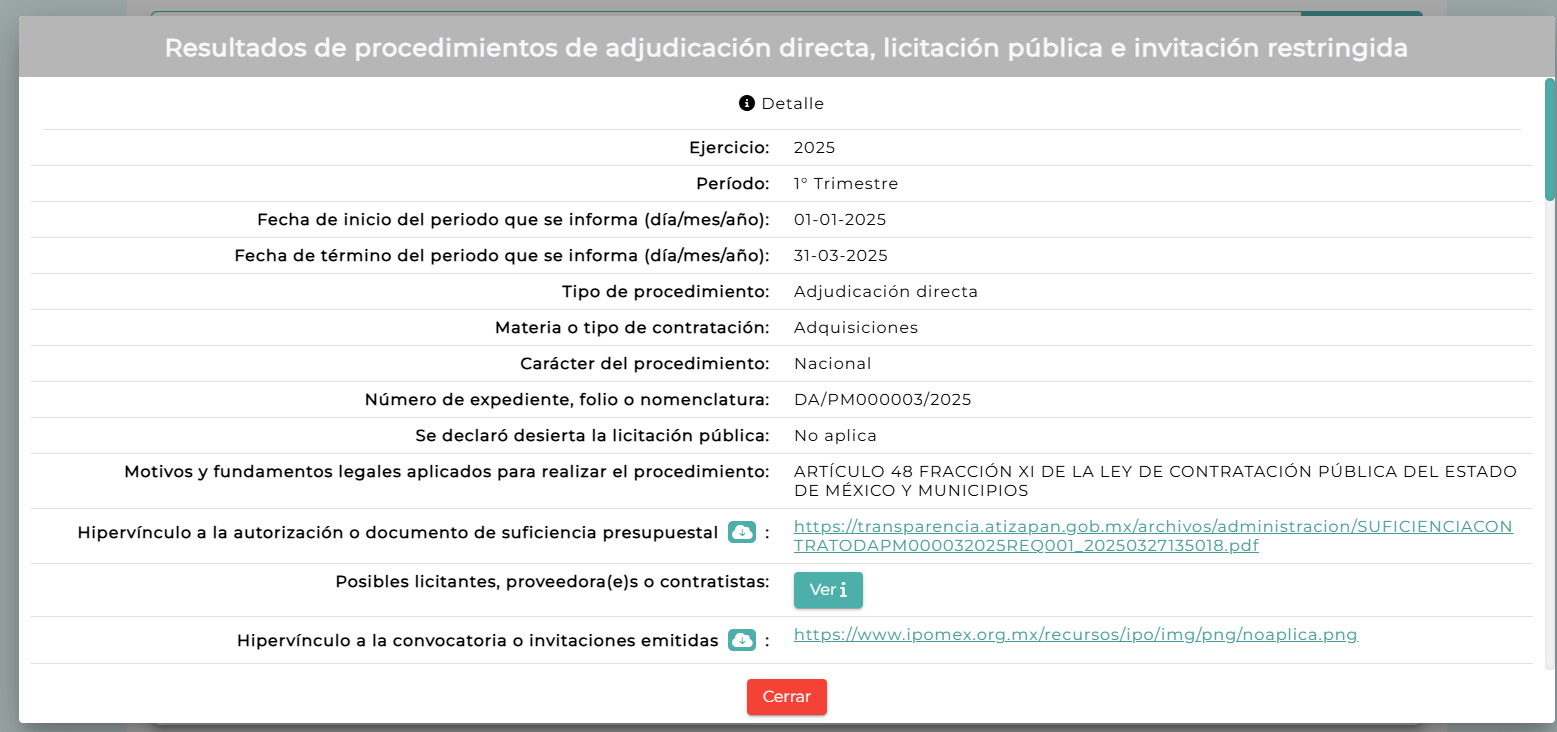 Resultados de procedimientos de adjudicación directa, licitación pública e invitación restringida
Detalle
Ejercicio: 2025
Período: 1° Trimestre
Fecha de inicio del periodo que se informa (día/mes/año): 01-01-2025
Fecha de término del periodo que se informa (día/mes/año): 31-03-2025
Tipo de procedimiento: Adjudicación directa
Materia o tipo de contratación: Adquisiciones
Carácter del procedimiento: Nacional
Número de expediente, folio o nomenclatura: DA/PM000003/2025
Se declaró desierta la licitación pública: No aplica
Motivos y fundamentos legales aplicados para realizar el procedimiento: ARTÍCULO 48 FRACCIÓN XI DE LA LEY DE CONTRATACIÓN PÚBLICA DEL ESTADO
DE MÉXICO Y MUNICIPIOS
Hipervínculo a la autorización o documento de suficiencia presupuestal : https://transparencia.atizapan.gob.mx/archivos/administracion/SUFICIENCIACON
TRATODAPM000032025REQ001_20250327135018.pdf
Posibles licitantes, proveedora(e)s o contratistas: Ver
Hipervínculo a la convocatoria o invitaciones emitidas : https://www.ipomex.org.mx/recursos/ipo/img/png/noaplica.png
Cerrar